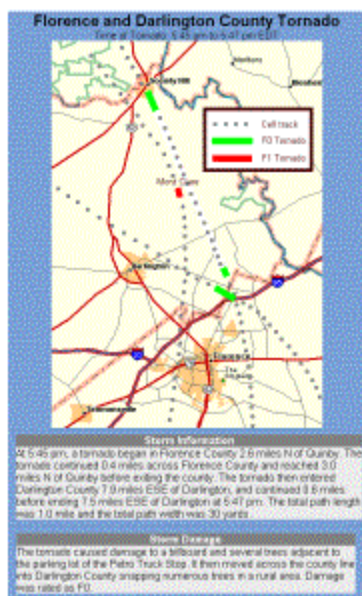 Florence and Darlington County Tornado
Time of Tornado: 5:45 pm to 5:47 pm EDT
Cell track
F0 Tornado
F1 Tornado
Mont Clare
Darlington
Florence
Timmonsville
Storm Information
At 5:45 pm, a tornado began in Florence County 2.6 miles N of Quinby. The
tornado continued 0.4 miles across Florence County and reached 3.0
miles N of Quinby before exiting the county. The tornado then entered
Darlington County 7.9 miles ESE of Darlington, and continued 0.6 miles
before ending 7.5 miles ESE of Darlington at 5:47 pm. The total path length
was 1.0 mile and the total path width was 30 yards.
Storm Damage
The tornado caused damage to a billboard and several trees adjacent to
the parking lot of the Petro Truck Stop. It then moved across the county line
into Darlington County snapping numerous trees in a rural area. Damage
was rated as F0.